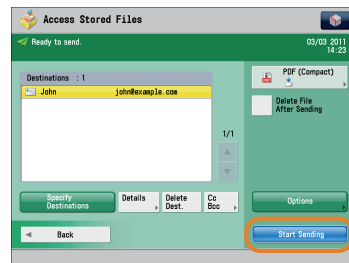 Access Stored Files
Ready to send.
03/03 2011
14:23
Destinations : 1
John john@example.com
1/1
PDF (Compact)
Delete File
After Sending
Specify
Destinations
Details
Delete
Dest.
Cc
Bcc
Options
Back
Start Sending